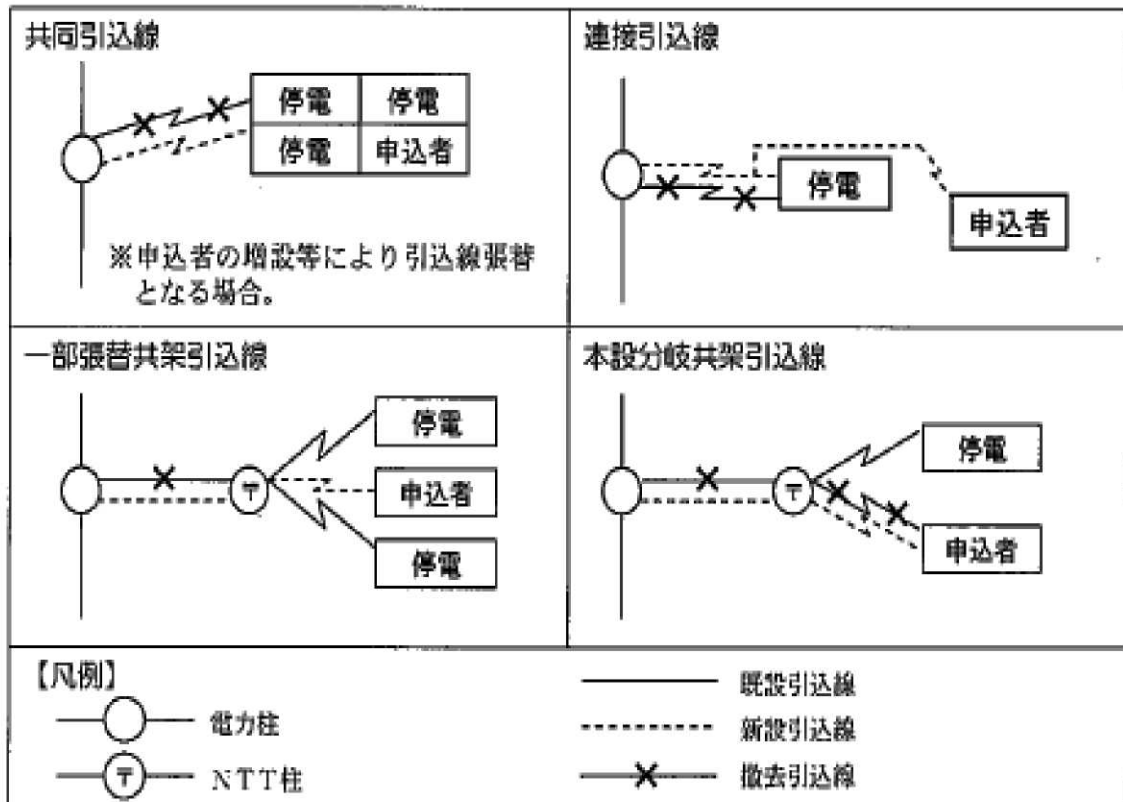 共同引込線
停電 停電
停電 申込者
※申込者の増設等により引込線張替
となる場合。
連接引込線
停電
申込者
一部張替共架引込線
〒
停電
申込者
停電
本設分岐共架引込線
〒
停電
申込者
【凡例】
電力柱
〒 NTT柱
既設引込線
新設引込線
撤去引込線